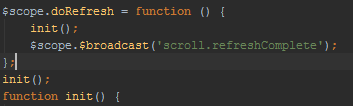 $scope.doRefresh = function () {
    init();
    $scope.$broadcast('scroll.refreshComplete');
};
init();
function init() {